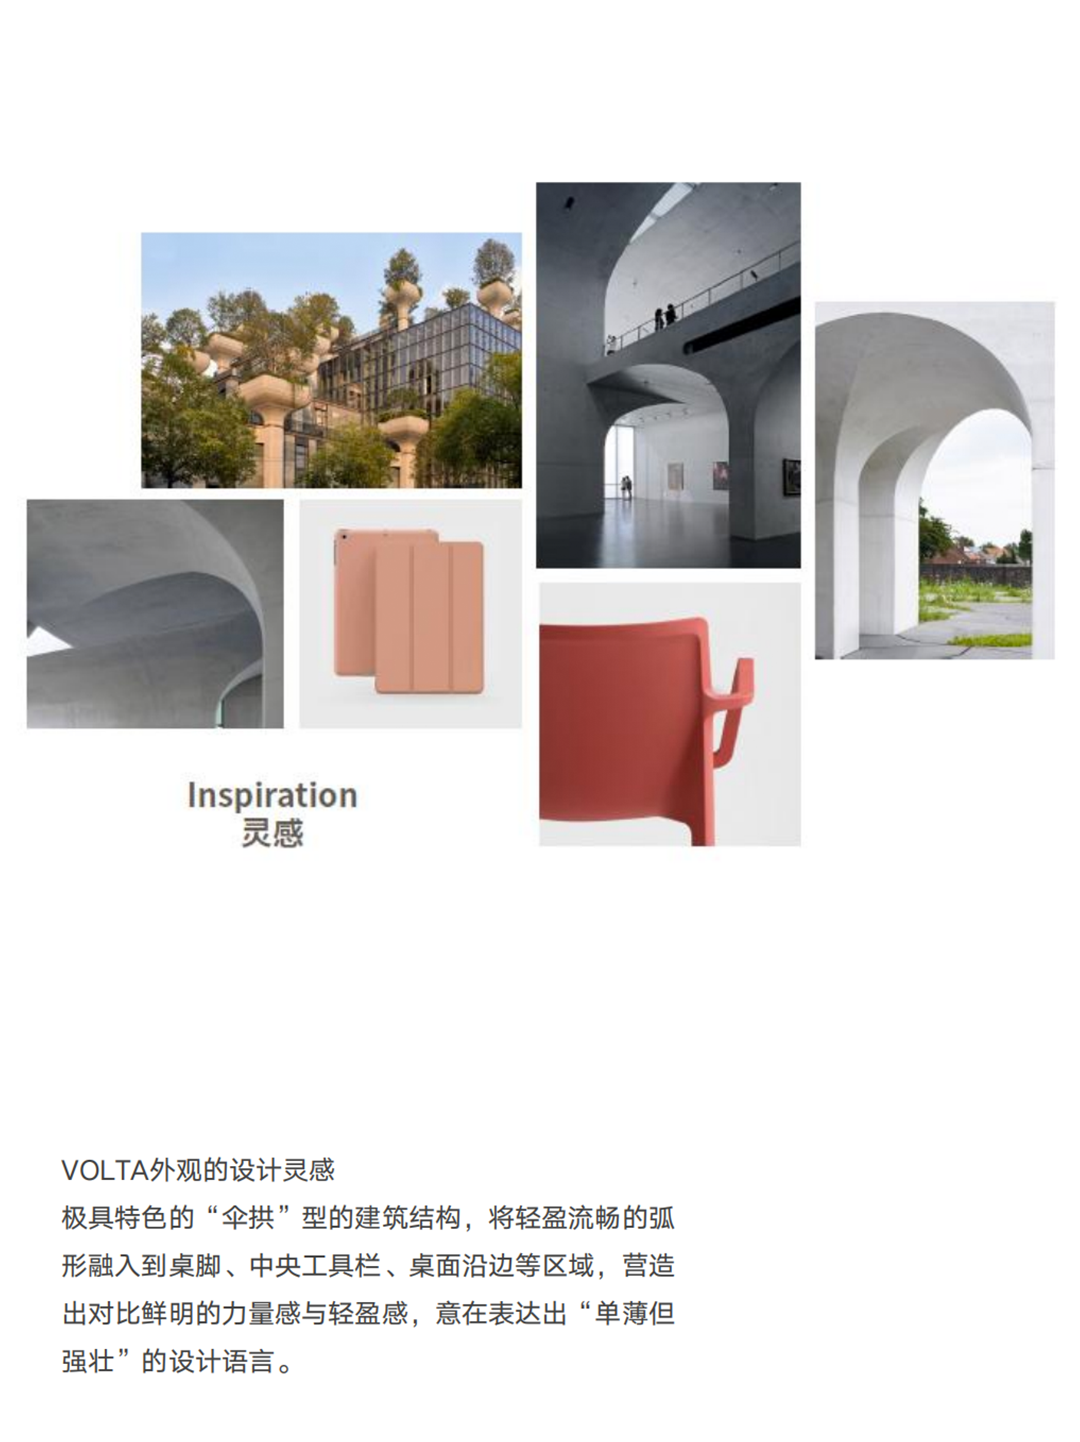 Inspiration
灵感
VOLTA外观的设计灵感
极具特色的“伞拱”型的建筑结构，将轻盈流畅的弧
形融入到桌脚、中央工具栏、桌面沿边等区域，营造
出对比鲜明的力量感与轻盈感，意在表达出“单薄但
强壮”的设计语言。